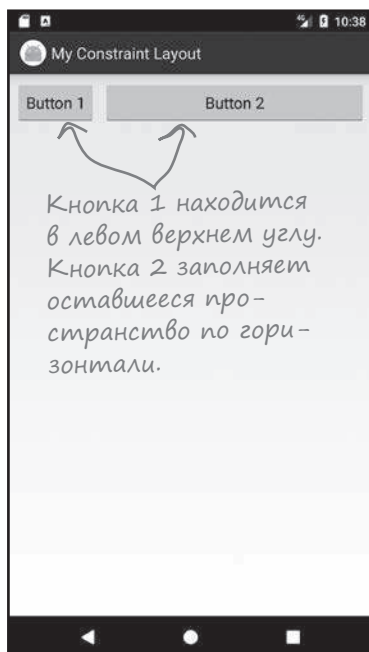 10:38
My Constraint Layout
Button 1 Button 2
Кнопка 1 находится
в левом верхнем углу.
Кнопка 2 заполняет
оставшееся про-
странство по гори-
зонтали.